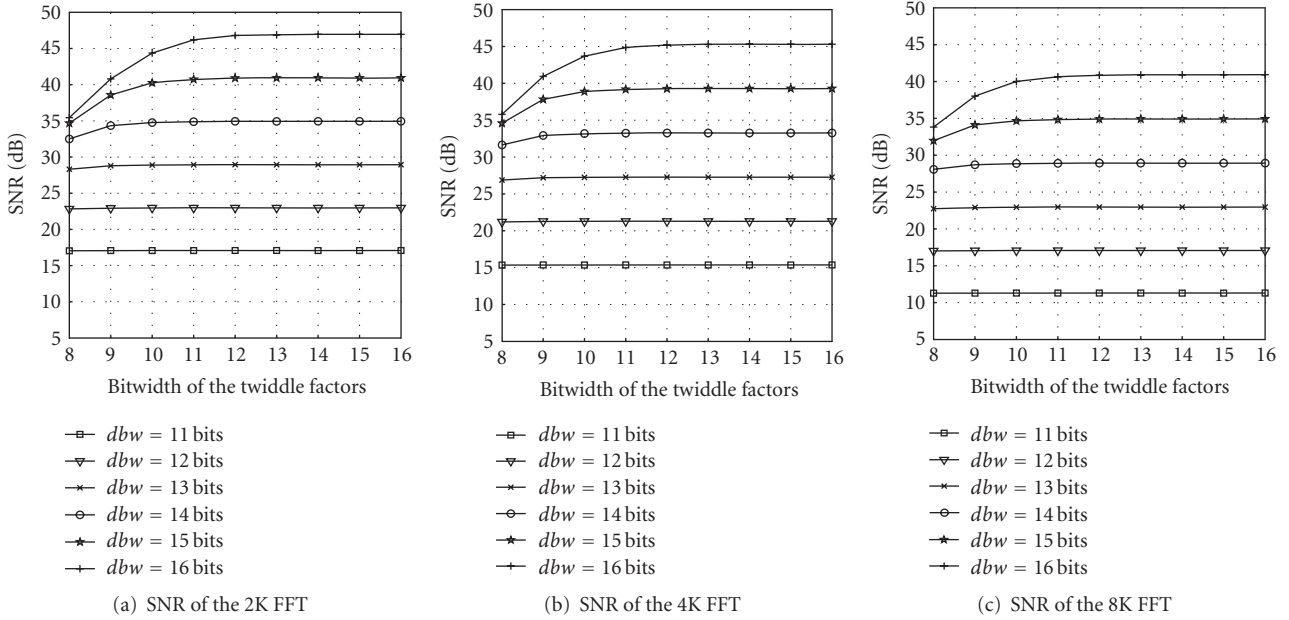 50
45
40
35
30
25
20
15
10
5
SNR (dB)
8 9 10 11 12 13 14 15 16
Bitwidth of the twiddle factors
dbw = 11 bits
dbw = 12 bits
dbw = 13 bits
dbw = 14 bits
dbw = 15 bits
dbw = 16 bits
(a) SNR of the 2K FFT
50
45
40
35
30
25
20
15
10
5
SNR (dB)
8 9 10 11 12 13 14 15 16
Bitwidth of the twiddle factors
dbw = 11 bits
dbw = 12 bits
dbw = 13 bits
dbw = 14 bits
dbw = 15 bits
dbw = 16 bits
(b) SNR of the 4K FFT
50
45
40
35
30
25
20
15
10
5
SNR (dB)
8 9 10 11 12 13 14 15 16
Bitwidth of the twiddle factors
dbw = 11 bits
dbw = 12 bits
dbw = 13 bits
dbw = 14 bits
dbw = 15 bits
dbw = 16 bits
(c) SNR of the 8K FFT